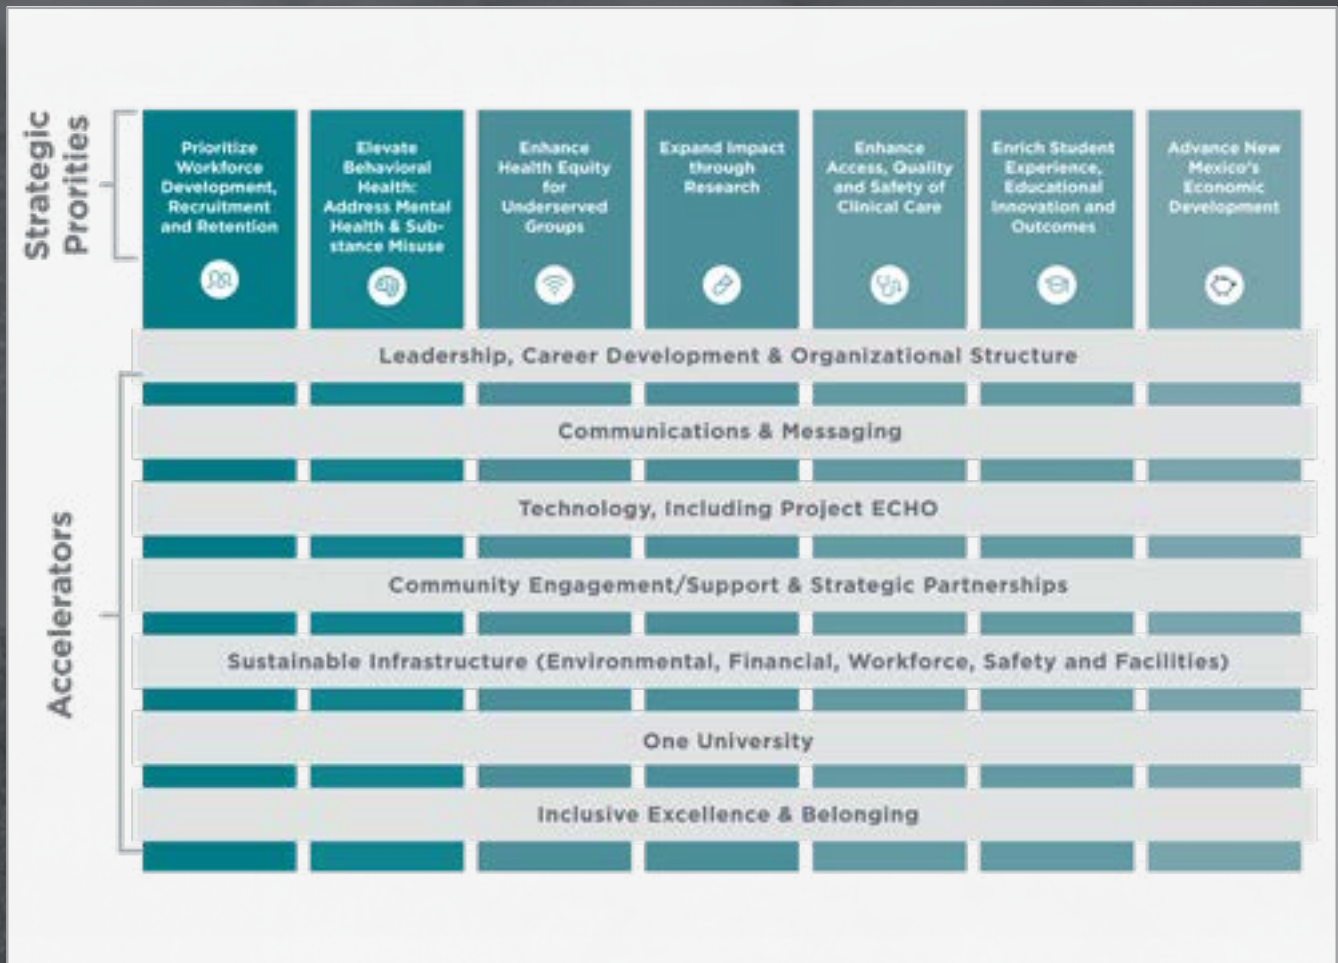 Strategic
Prorities
Prioritize
Workforce
Development,
Recruitment
and Retention
Elevate
Behavioral
Health:
Address Mental
Health & Sub-
stance Misuse
Enhance
Health Equity
for
Underserved
Groups
Expand Impact
through
Research
Enhance
Access, Quality
and Safety of
Clinical Care
Enrich Student
Experience,
Educational
Innovation and
Outcomes
Advance New
Mexico's
Economic
Development
Accelerators
Leadership, Career Development & Organizational Structure
Communications & Messaging
Technology, Including Project ECHO
Community Engagement/Support & Strategic Partnerships
Sustainable Infrastructure (Environmental, Financial, Workforce, Safety and Facilities)
One University
Inclusive Excellence & Belonging